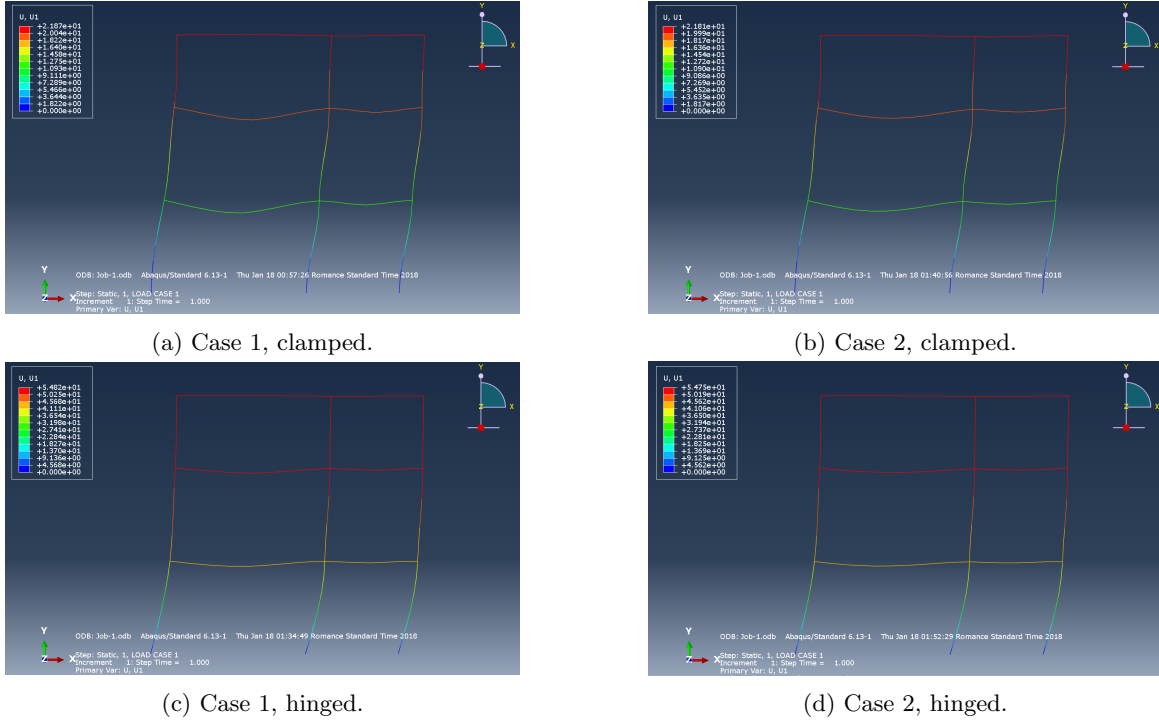 U, U1
+2.187e+01
+2.004e+01
+1.822e+01
+1.640e+01
+1.458e+01
+1.275e+01
+1.093e+01
+9.111e+00
+7.289e+00
+5.466e+00
+3.644e+00
+1.822e+00
+0.000e+00
Y
Z
X
Y
Z
X
ODB: Job-1.odb Abaqus/Standard 6.13-1 Thu Jan 18 00:57:26 Romance Standard Time 2018
Step: Static, 1, LOAD CASE 1
Increment 1: Step Time = 1.000
Primary Var: U, U1
(a) Case 1, clamped.
U, U1
+2.181e+01
+1.999e+01
+1.817e+01
+1.636e+01
+1.454e+01
+1.272e+01
+1.090e+01
+9.086e+00
+7.269e+00
+5.452e+00
+3.635e+00
+1.817e+00
+0.000e+00
Y
Z
X
Y
Z
X
ODB: Job-1.odb Abaqus/Standard 6.13-1 Thu Jan 18 01:40:56 Romance Standard Time 2018
Step: Static, 1, LOAD CASE 1
Increment 1: Step Time = 1.000
Primary Var: U, U1
(b) Case 2, clamped.
U, U1
+5.482e+01
+5.025e+01
+4.568e+01
+4.111e+01
+3.654e+01
+3.198e+01
+2.741e+01
+2.284e+01
+1.827e+01
+1.370e+01
+9.136e+00
+4.568e+00
+0.000e+00
Y
Z
X
Y
Z
X
ODB: Job-1.odb Abaqus/Standard 6.13-1 Thu Jan 18 01:34:49 Romance Standard Time 2018
Step: Static, 1, LOAD CASE 1
Increment 1: Step Time = 1.000
Primary Var: U, U1
(c) Case 1, hinged.
U, U1
+5.475e+01
+5.019e+01
+4.562e+01
+4.106e+01
+3.650e+01
+3.194e+01
+2.737e+01
+2.281e+01
+1.825e+01
+1.369e+01
+9.125e+00
+4.562e+00
+0.000e+00
Y
Z
X
Y
Z
X
ODB: Job-1.odb Abaqus/Standard 6.13-1 Thu Jan 18 01:52:29 Romance Standard Time 2018
Step: Static, 1, LOAD CASE 1
Increment 1: Step Time = 1.000
Primary Var: U, U1
(d) Case 2, hinged.